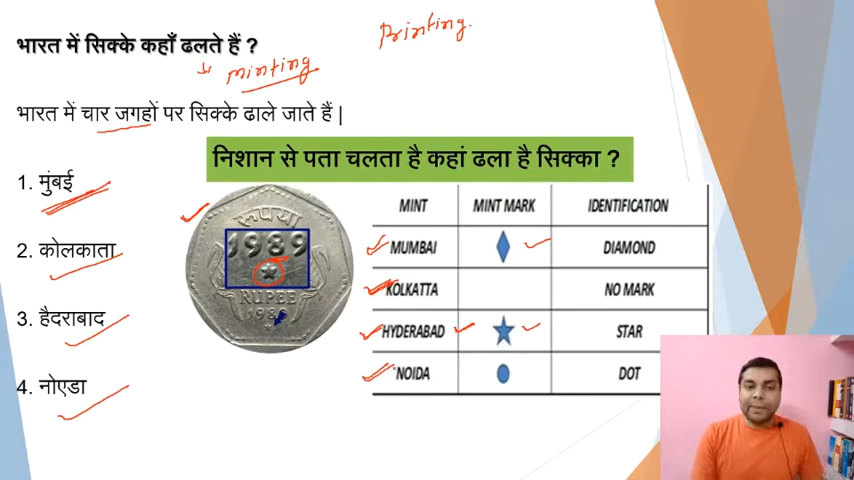 भारत में सिक्के कहाँ ढलते हैं ?
Printing.
minting
भारत में चार जगहों पर सिक्के ढाले जाते हैं |
निशान से पता चलता है कहां ढला है सिक्का ?
1. मुंबई
2. कोलकाता
3. हैदराबाद
4. नोएडा
रूपया
1989
RUPEE
1989
MINT MINT MARK IDENTIFICATION
MUMBAI DIAMOND
KOLKATTA NO MARK
HYDERABAD STAR
NOIDA DOT